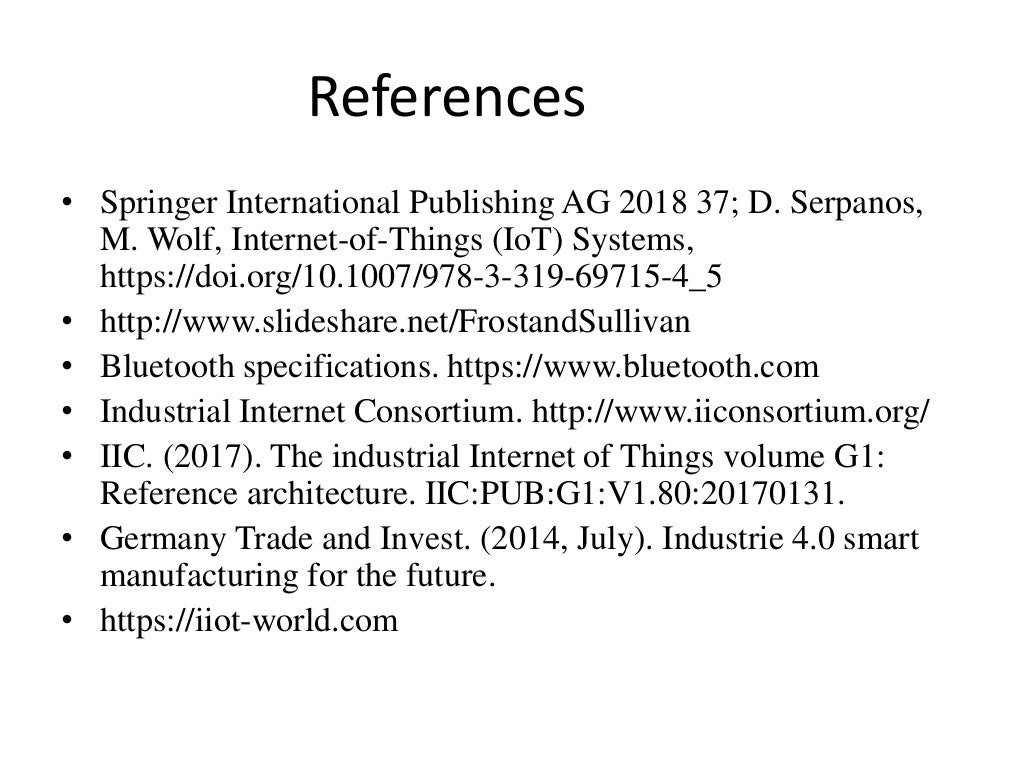 References
• Springer International Publishing AG 2018 37; D. Serpanos,
M. Wolf, Internet-of-Things (IoT) Systems,
https://doi.org/10.1007/978-3-319-69715-4_5
• http://www.slideshare.net/FrostandSullivan
• Bluetooth specifications. https://www.bluetooth.com
• Industrial Internet Consortium. http://www.iiconsortium.org/
• IIC. (2017). The industrial Internet of Things volume G1:
Reference architecture. IIC:PUB:G1:V1.80:20170131.
• Germany Trade and Invest. (2014, July). Industrie 4.0 smart
manufacturing for the future.
• https://iiot-world.com